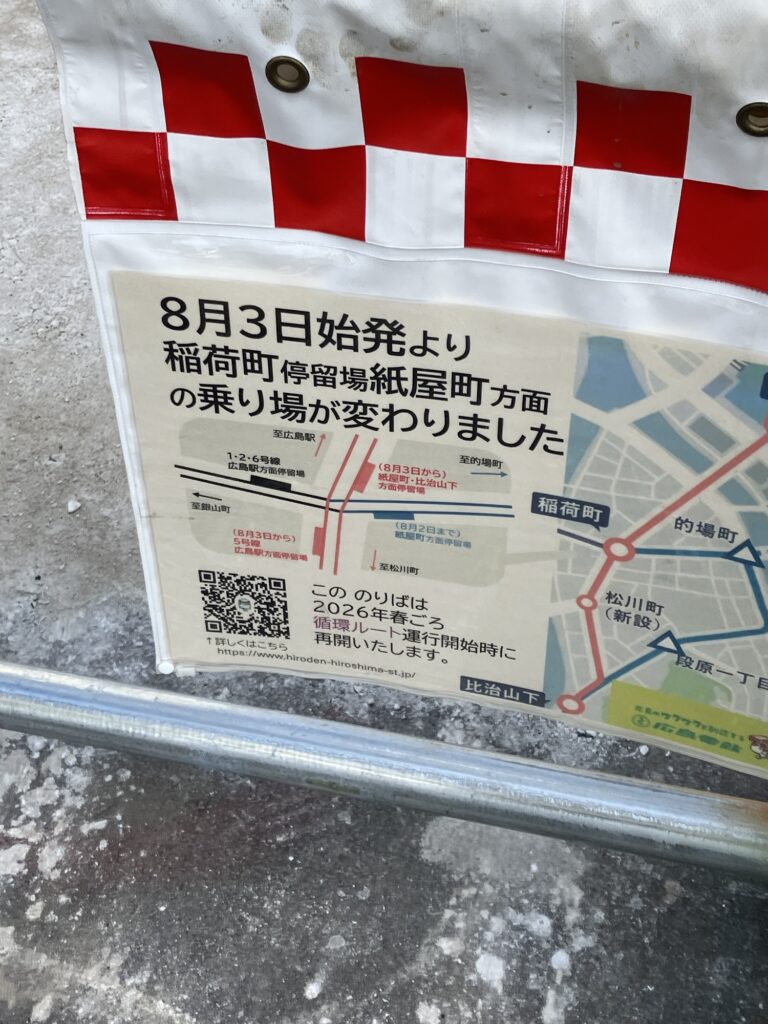 8月3日始発より
稲荷町停留場紙屋町方面
の乗り場が変わりました
至広島駅
1・2・6号線
広島駅方面停留場
(8月3日から)
紙屋町・比治山下
方面停留場
至的場町
至銀山町
(8月3日から)
5号線
広島駅方面停留場
(8月2日まで)
紙屋町方面停留場
至松川町
この のりばは
2026年春ごろ
循環ルート運行開始時に
再開いたします。
↑詳しくはこちら
https://www.hiroden-hiroshima-st.jp/
稲荷町
的場町
松川町
(新設)
段原一丁目
比治山下